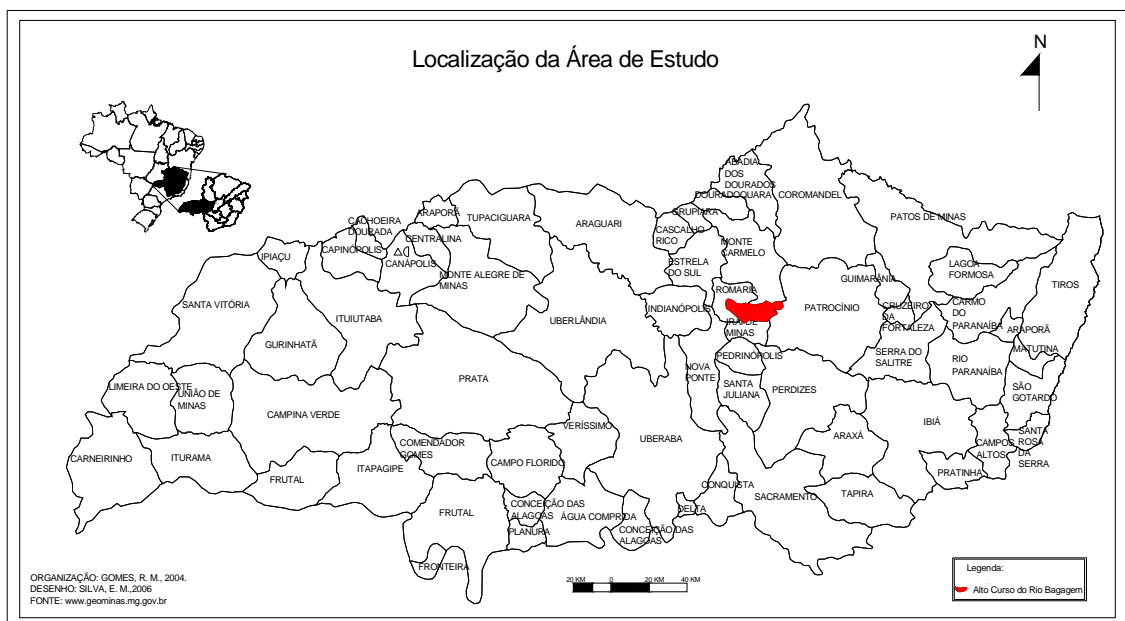 Localização da Área de Estudo
N
ABADIA
DOS
DOURADOS
DOURADOQUARA
COROMANDEL
GRUPIARA
PATOS DE MINAS
ARAPORÃ
TUPACIGUARA
ARAGUARI
CACHOEIRA
DOURADA
CENTRALINA
CASCALHO
RICO
MONTE
CARMELO
CAPINÓPOLIS
IPIAÇU
CANÁPOLIS
ESTRELA
DO SUL
LAGOA
FORMOSA
MONTE ALEGRE DE
MINAS
GUIMARÂNIA
TIROS
ROMARIA
SANTA VITÓRIA
ITUIUTABA
UBERLÂNDIA
INDIANÓPOLIS
PATROCÍNIO
CRUZEIRO
DA
FORTALEZA
CARMO
DO
PARANAÍBA
IRAÍ DE
MINAS
ARAPORÃ
GURINHATÃ
MATUTINA
PEDRINÓPOLIS
SERRA DO
SALITRE
RIO
PARANAÍBA
PRATA
NOVA
PONTE
SANTA
JULIANA
PERDIZES
LIMEIRA DO OESTE
UNIÃO DE
MINAS
SÃO
GOTARDO
CAMPINA VERDE
VERÍSSIMO
UBERABA
ARAXÁ
IBIÁ
SANTA
ROSA
DA
SERRA
COMENDADOR
GOMES
CAMPOS
ALTOS
CARNEIRINHO
ITURAMA
ITAPAGIPE
CAMPO FLORIDO
PRATINHA
FRUTAL
CONQUISTA
SACRAMENTO
TAPIRA
FRUTAL
CONCEIÇÃO DAS
ALAGOAS
ÁGUA COMPRIDA
DELTA
PLANURA
CONCEIÇÃO DAS
ALAGOAS
FRONTEIRA
ORGANIZAÇÃO: GOMES, R. M., 2004.
DESENHO: SILVA, E. M.,2006
FONTE: www.geominas.mg.gov.br
20 KM 0 20 KM 40 KM
Legenda:
Alto Curso do Rio Bagagem